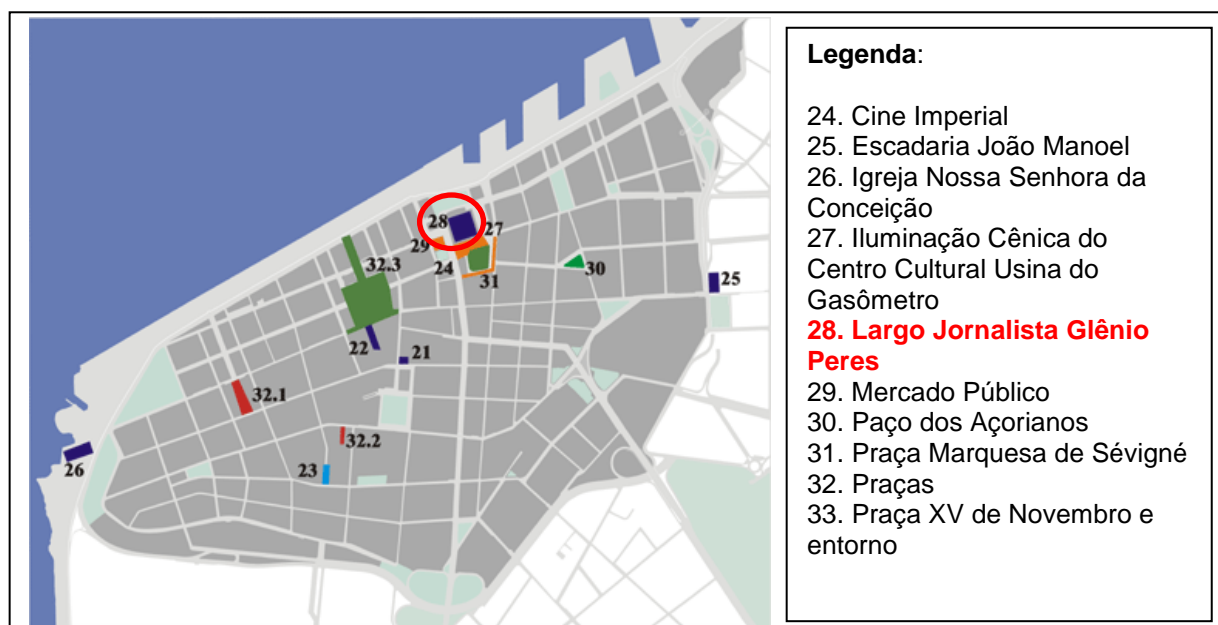 28
27
29
24
31
30
25
32.3
22
21
32.1
32.2
23
26
Legenda:
24. Cine Imperial
25. Escadaria João Manoel
26. Igreja Nossa Senhora da
Conceição
27. Iluminação Cênica do
Centro Cultural Usina do
Gasômetro
28. Largo Jornalista Glênio
Peres
29. Mercado Público
30. Paço dos Açorianos
31. Praça Marquesa de Sévigné
32. Praças
33. Praça XV de Novembro e
entorno